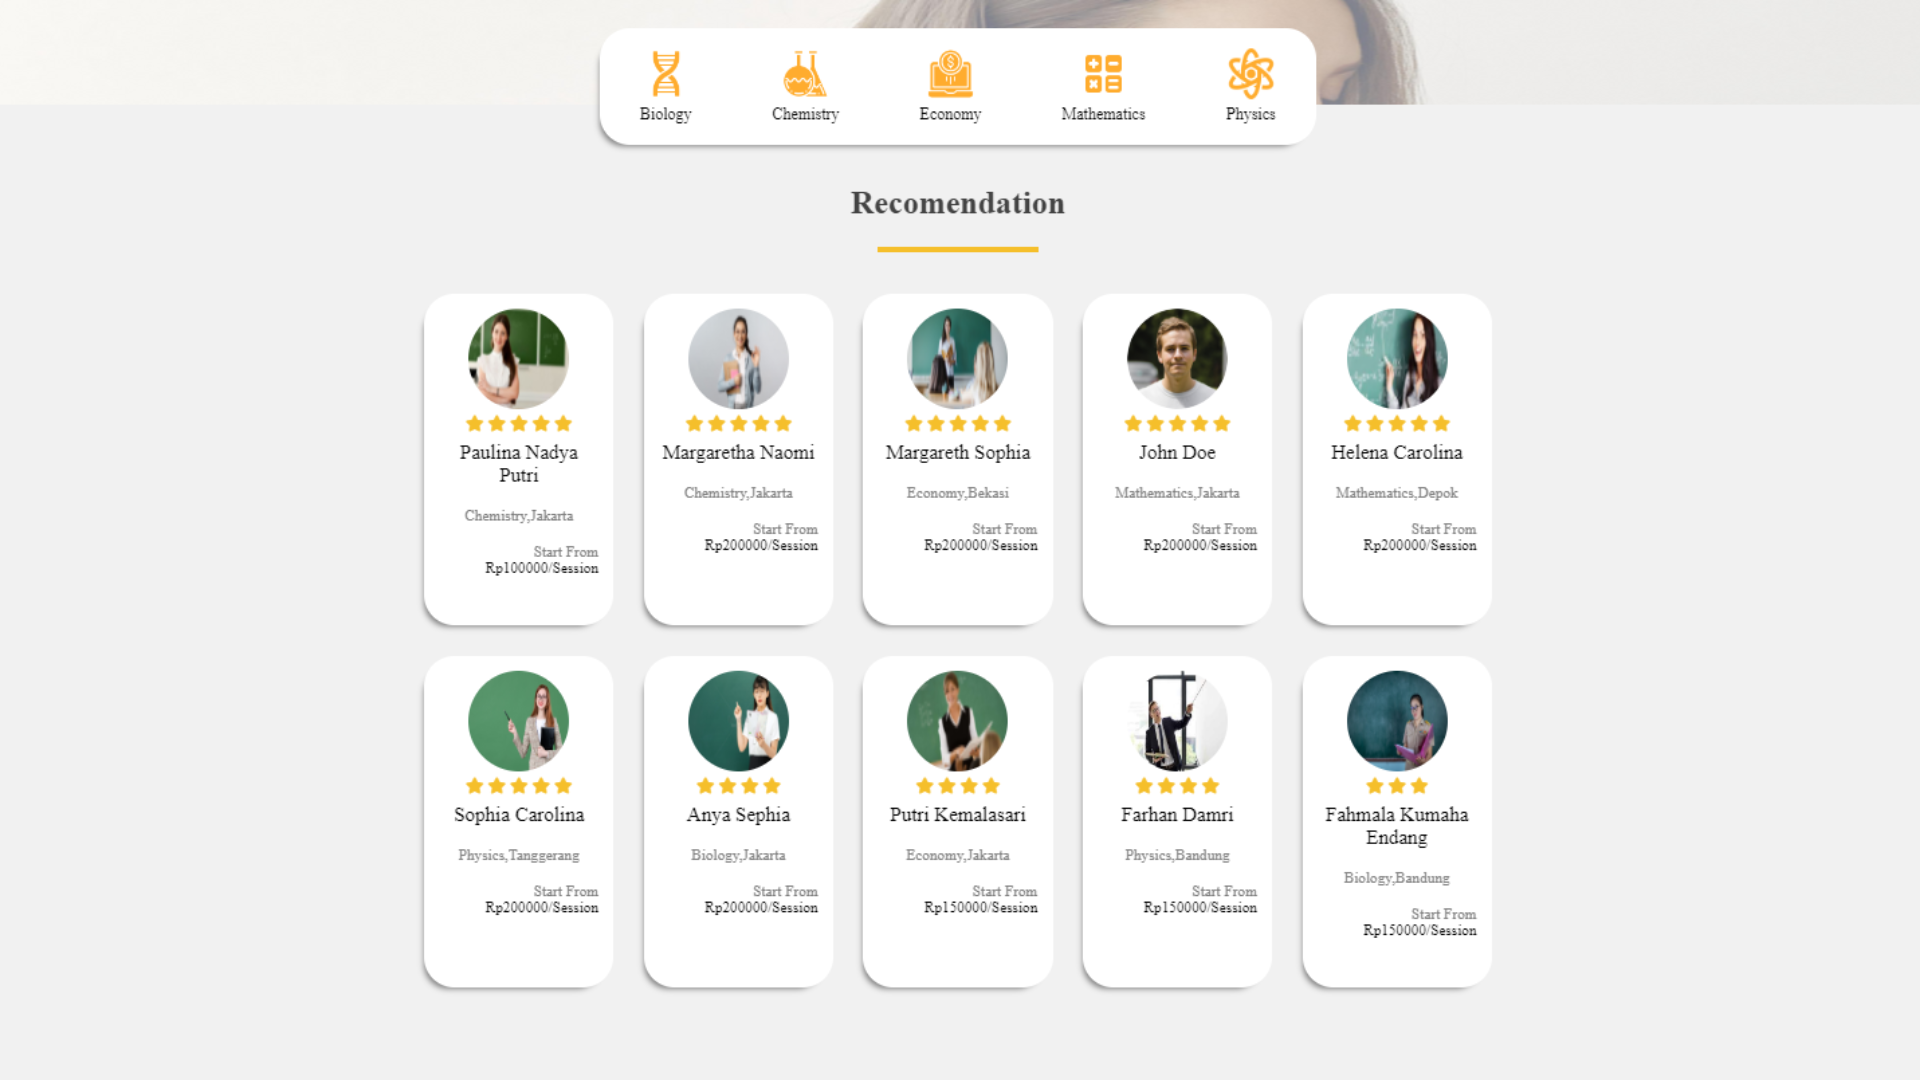 Biology
Chemistry
Economy
Mathematics
Physics
Recomendation
Paulina Nadya
Putri
Chemistry,Jakarta
Start From
Rp100000/Session
Margaretha Naomi
Chemistry,Jakarta
Start From
Rp200000/Session
Margareth Sophia
Economy,Bekasi
Start From
Rp200000/Session
John Doe
Mathematics,Jakarta
Start From
Rp200000/Session
Helena Carolina
Mathematics,Depok
Start From
Rp200000/Session
Sophia Carolina
Physics,Tanggerang
Start From
Rp200000/Session
Anya Sephia
Biology,Jakarta
Start From
Rp200000/Session
Putri Kemalasari
Economy,Jakarta
Start From
Rp150000/Session
Farhan Damri
Physics,Bandung
Start From
Rp150000/Session
Fahmala Kumaha
Endang
Biology,Bandung
Start From
Rp150000/Session